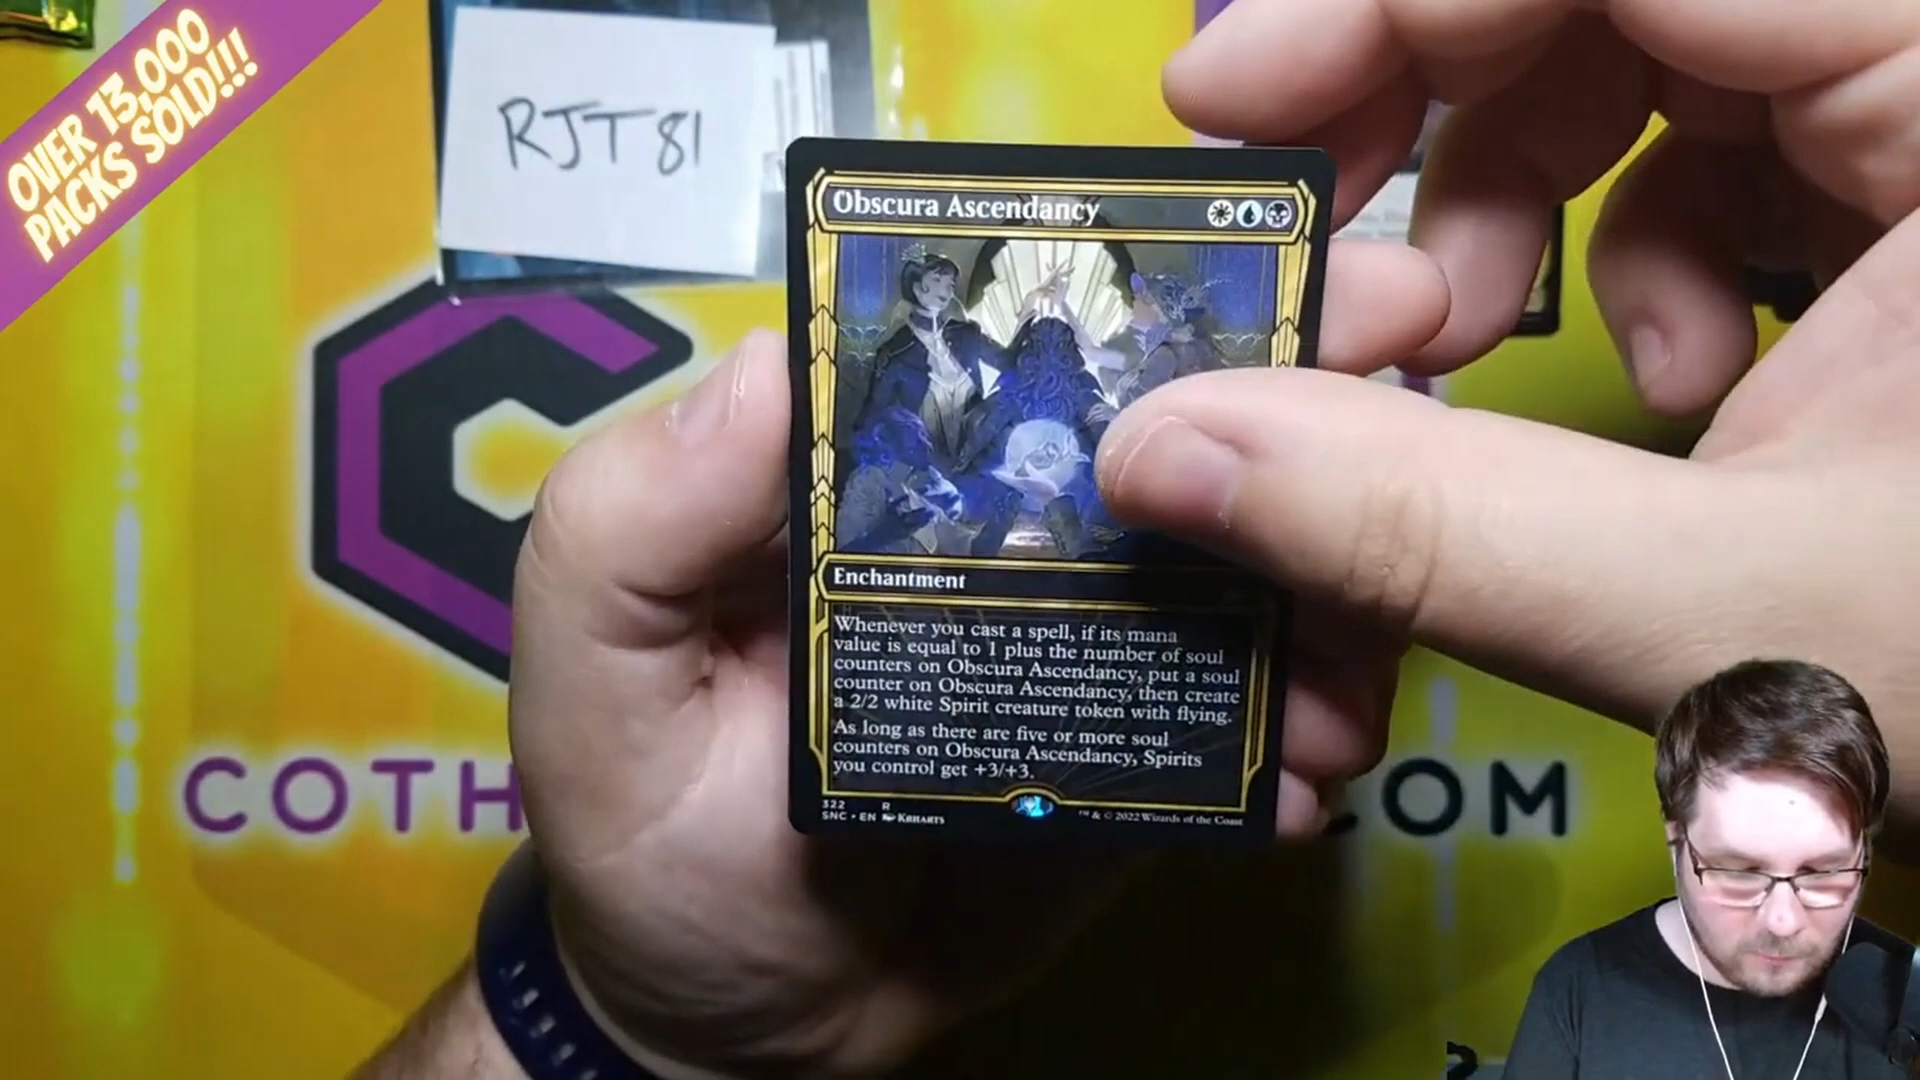 OVER 13,000
PACKS SOLD!!!
RJT81
Obscura Ascendancy
Enchantment
Whenever you cast a spell, if its mana
value is equal to 1 plus the number of soul
counters on Obscura Ascendancy, put a soul
counter on Obscura Ascendancy, then create
a 2/2 white Spirit creature token with flying.
As long as there are five or more soul
counters on Obscura Ascendancy, Spirits
you control get +3/+3.
322 R
SNC • EN KRHARTS
™ & © 2022 Wizards of the Coast
COTH
COM